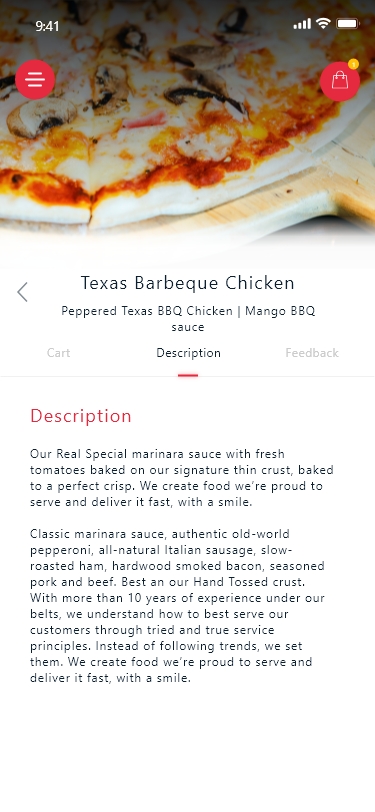 9:41
Texas Barbeque Chicken
Peppered Texas BBQ Chicken | Mango BBQ
sauce
Cart
Description
Feedback
Description
Our Real Special marinara sauce with fresh
tomatoes baked on our signature thin crust, baked
to a perfect crisp. We create food we’re proud to
serve and deliver it fast, with a smile.
Classic marinara sauce, authentic old-world
pepperoni, all-natural Italian sausage, slow-
roasted ham, hardwood smoked bacon, seasoned
pork and beef. Best an our Hand Tossed crust.
With more than 10 years of experience under our
belts, we understand how to best serve our
customers through tried and true service
principles. Instead of following trends, we set
them. We create food we’re proud to serve and
deliver it fast, with a smile.